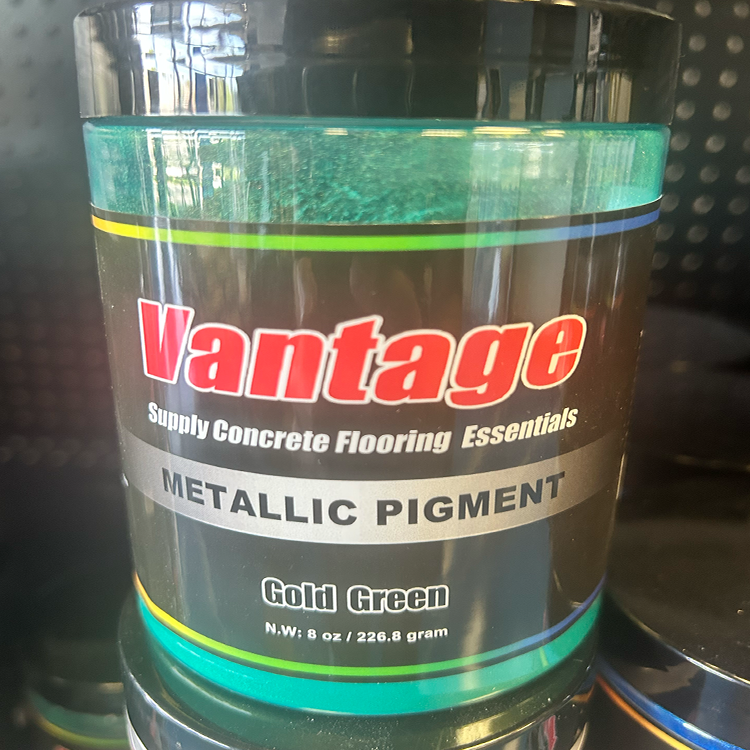 Vantage
Supply Concrete Flooring Essentials
METALLIC PIGMENT
Gold Green
N.W: 8 oz / 226.8 gram